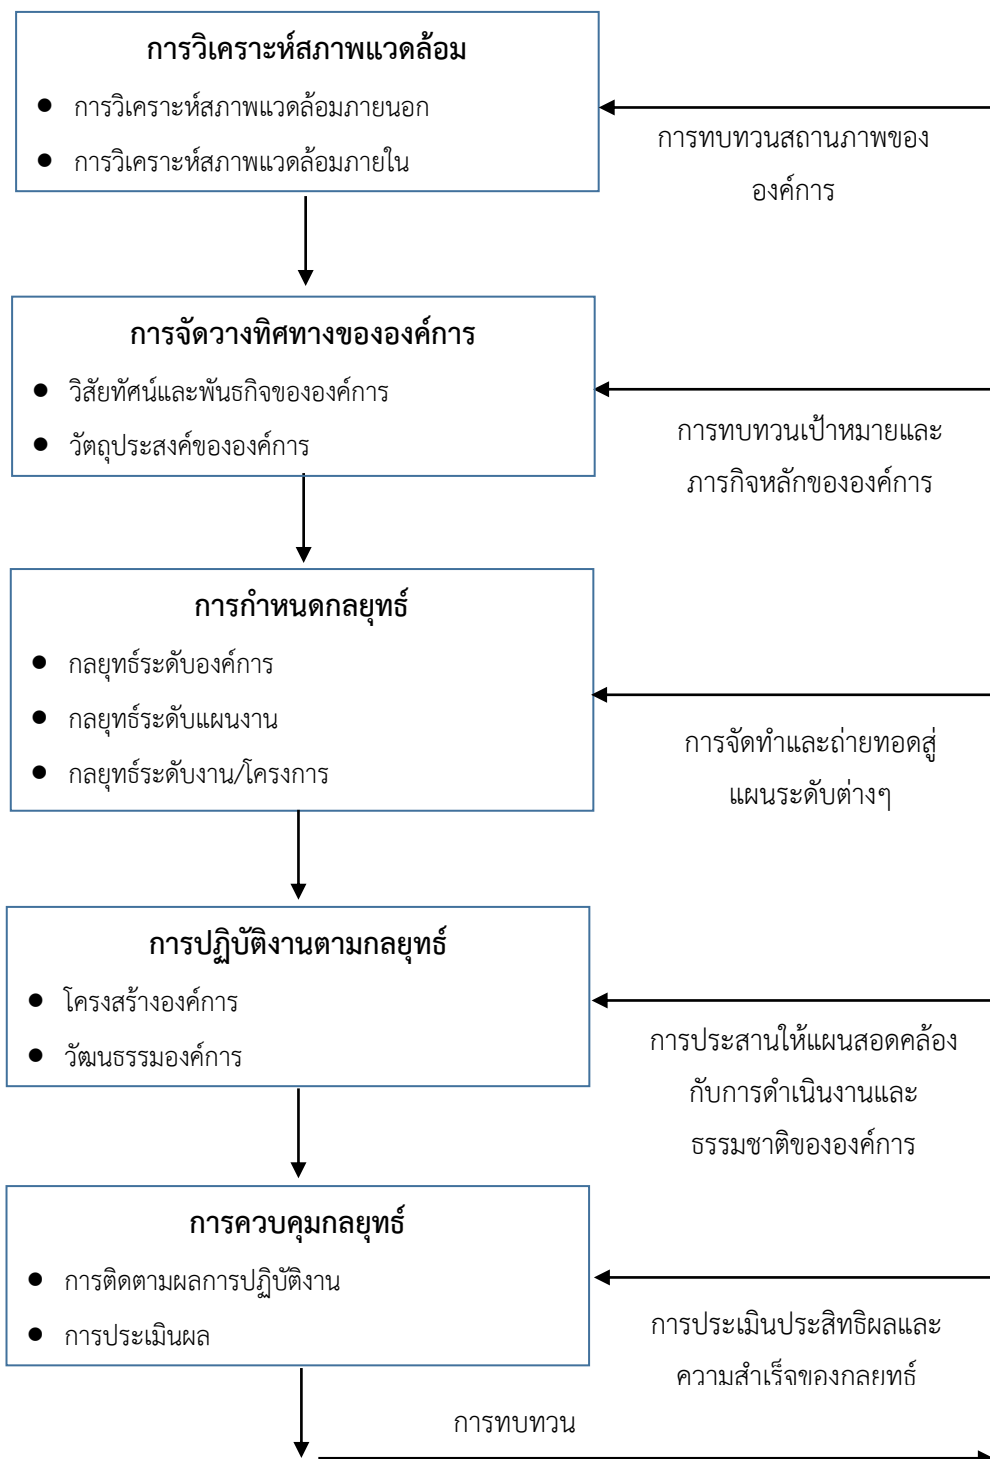 การวิเคราะห์สภาพแวดล้อม
● การวิเคราะห์สภาพแวดล้อมภายนอก
● การวิเคราะห์สภาพแวดล้อมภายใน
การทบทวนสถานภาพของ
องค์การ
การจัดวางทิศทางขององค์การ
● วิสัยทัศน์และพันธกิจขององค์การ
● วัตถุประสงค์ขององค์การ
การทบทวนเป้าหมายและ
ภารกิจหลักขององค์การ
การกำหนดกลยุทธ์
● กลยุทธ์ระดับองค์การ
● กลยุทธ์ระดับแผนงาน
● กลยุทธ์ระดับงาน/โครงการ
การจัดทำและถ่ายทอดสู่
แผนระดับต่างๆ
การปฏิบัติงานตามกลยุทธ์
● โครงสร้างองค์การ
● วัฒนธรรมองค์การ
การประสานให้แผนสอดคล้อง
กับการดำเนินงานและ
ธรรมชาติขององค์การ
การควบคุมกลยุทธ์
● การติดตามผลการปฏิบัติงาน
● การประเมินผล
การประเมินประสิทธิผลและ
ความสำเร็จของกลยุทธ์
การทบทวน